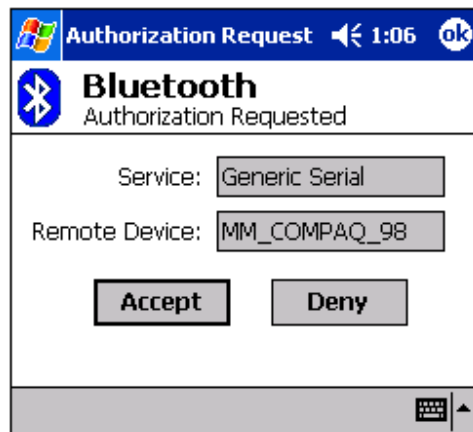 Authorization Request 1:06 ok
Bluetooth
Authorization Requested
Service: Generic Serial
Remote Device: MM_COMPAQ_98
Accept Deny